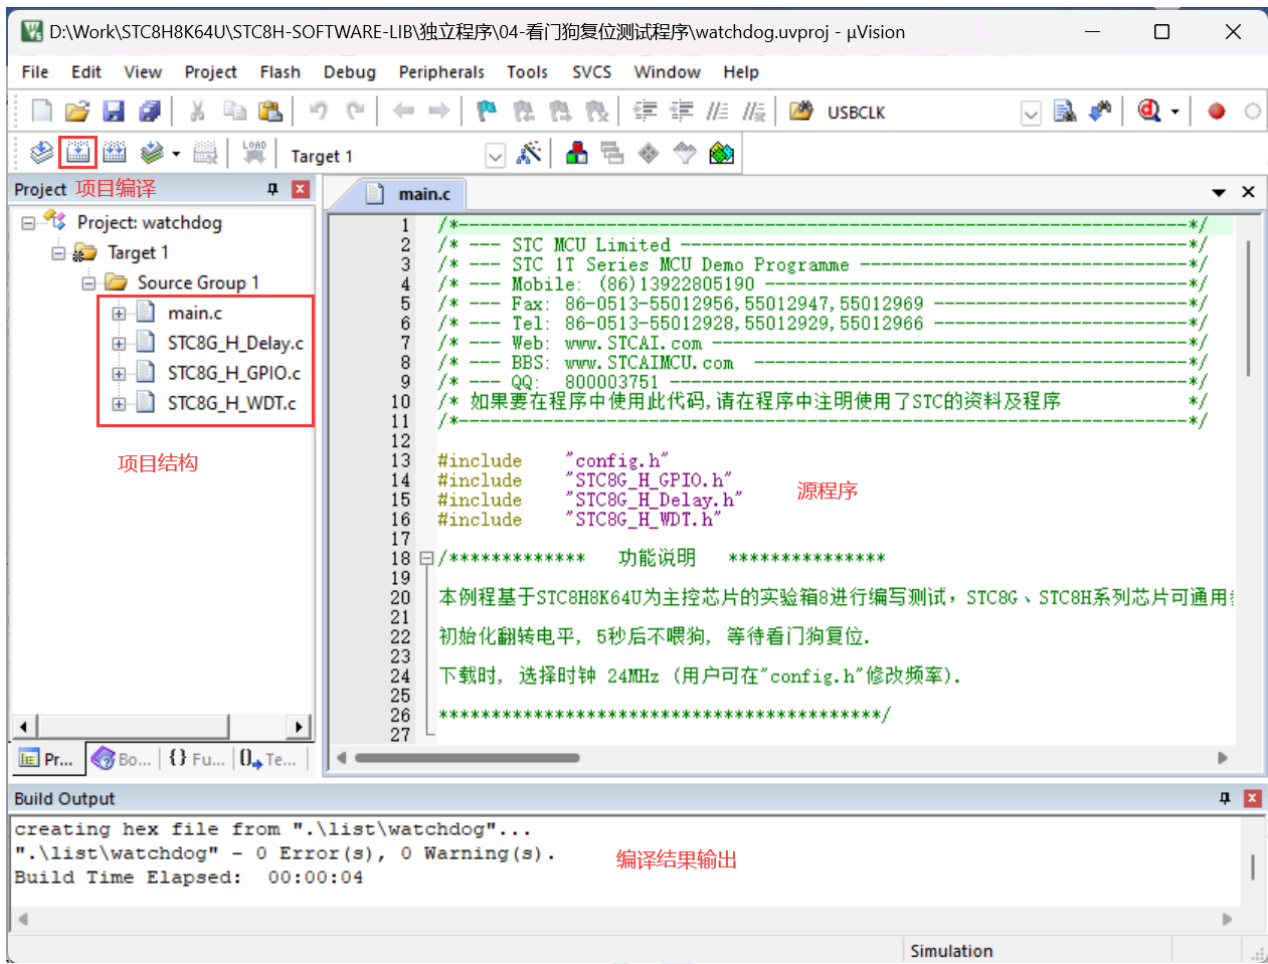 D:\Work\STC8H8K64U\STC8H-SOFTWARE-LIB\独立程序\04-看门狗复位测试程序\watchdog.uvproj - µVision
File Edit View Project Flash Debug Peripherals Tools SVCS Window Help
USBCLK
LOAD
Target 1
Project 项目编译
main.c
Project: watchdog
Target 1
Source Group 1
main.c
STC8G_H_Delay.c
STC8G_H_GPIO.c
STC8G_H_WDT.c
项目结构
1 /*---------------------------------------------------------------------*/
2 /* --- STC MCU Limited ------------------------------------------------*/
3 /* --- STC 1T Series MCU Demo Programme -------------------------------*/
4 /* --- Mobile: (86)13922805190 ----------------------------------------*/
5 /* --- Fax: 86-0513-55012956,55012947,55012969 ------------------------*/
6 /* --- Tel: 86-0513-55012928,55012929,55012966 ------------------------*/
7 /* --- Web: www.STCAI.com ---------------------------------------------*/
8 /* --- BBS: www.STCAIMCU.com  -----------------------------------------*/
9 /* --- QQ:  800003751 -------------------------------------------------*/
10 /* 如果要在程序中使用此代码,请在程序中注明使用了STC的资料及程序            */
11 /*---------------------------------------------------------------------*/
12
13 #include "config.h"
14 #include "STC8G_H_GPIO.h"
15 #include "STC8G_H_Delay.h"
16 #include "STC8G_H_WDT.h"
源程序
17
18 /************* 功能说明 ***************
19
20 本例程基于STC8H8K64U为主控芯片的实验箱8进行编写测试，STC8G、STC8H系列芯片可通用
21
22 初始化翻转电平, 5秒后不喂狗, 等待看门狗复位.
23
24 下载时, 选择时钟 24MHz (用户可在"config.h"修改频率).
25
26 ******************************************/
27
Pr... Bo... {} Fu... Te...
Build Output
creating hex file from ".\list\watchdog"...
".\list\watchdog" - 0 Error(s), 0 Warning(s).
Build Time Elapsed:  00:00:04
编译结果输出
Simulation